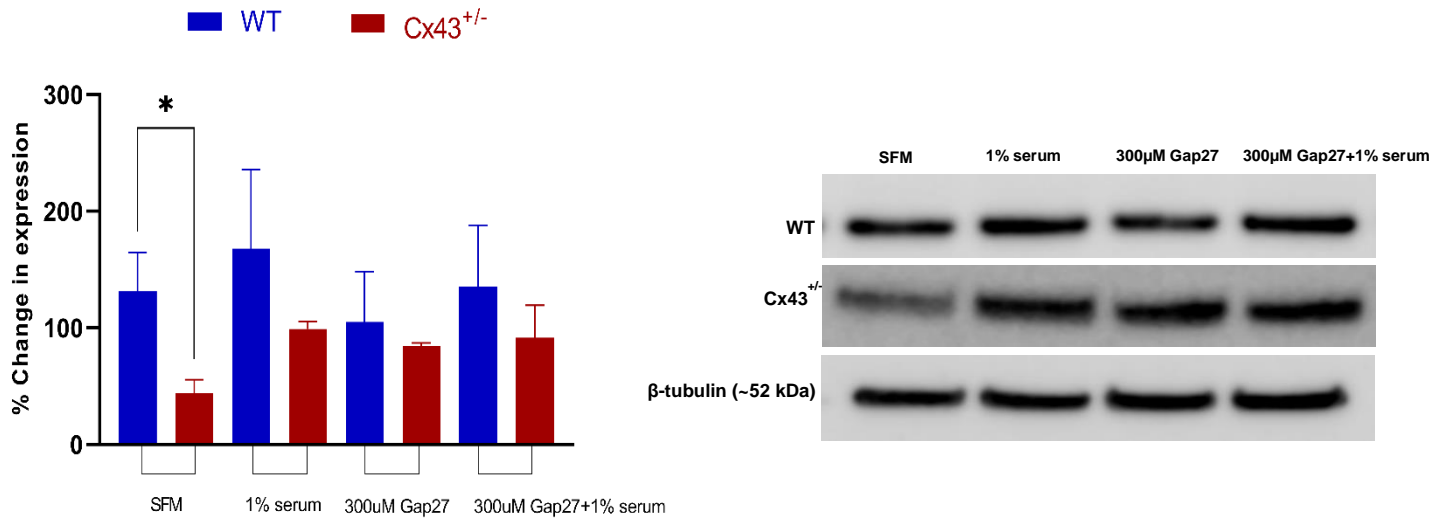 WT
Cx43+/-
% Change in expression
300
200
100
0
*
SFM
1% serum
300uM Gap27
300uM Gap27+1% serum
SFM
1% serum
300µM Gap27
300µM Gap27+1% serum
WT
Cx43+/-
β-tubulin (~52 kDa)